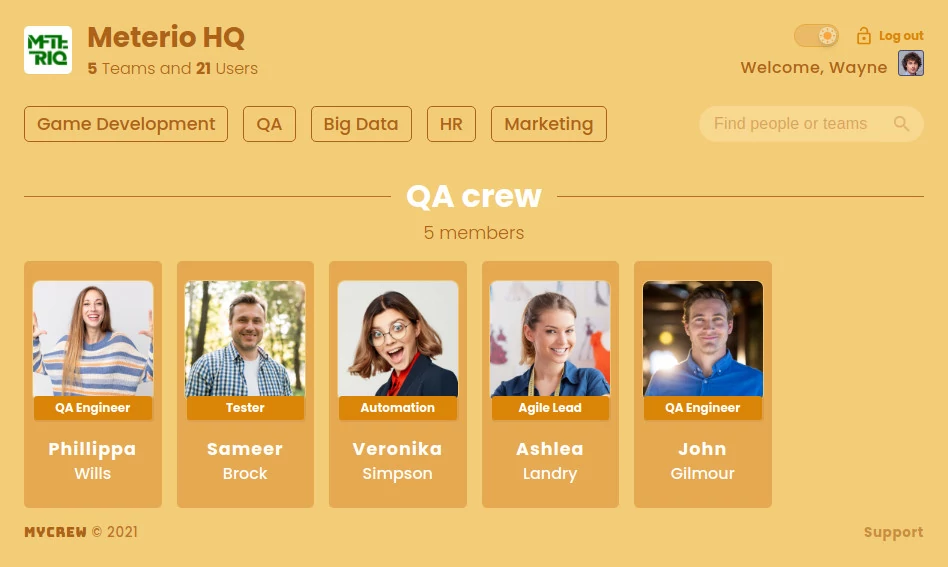 METE
RIQ
Meterio HQ
5 Teams and 21 Users
Log out
Welcome, Wayne
Game Development
QA
Big Data
HR
Marketing
Find people or teams
QA crew
5 members
QA Engineer
Phillippa
Wills
Tester
Sameer
Brock
Automation
Veronika
Simpson
Agile Lead
Ashlea
Landry
QA Engineer
John
Gilmour
MYCREW © 2021
Support